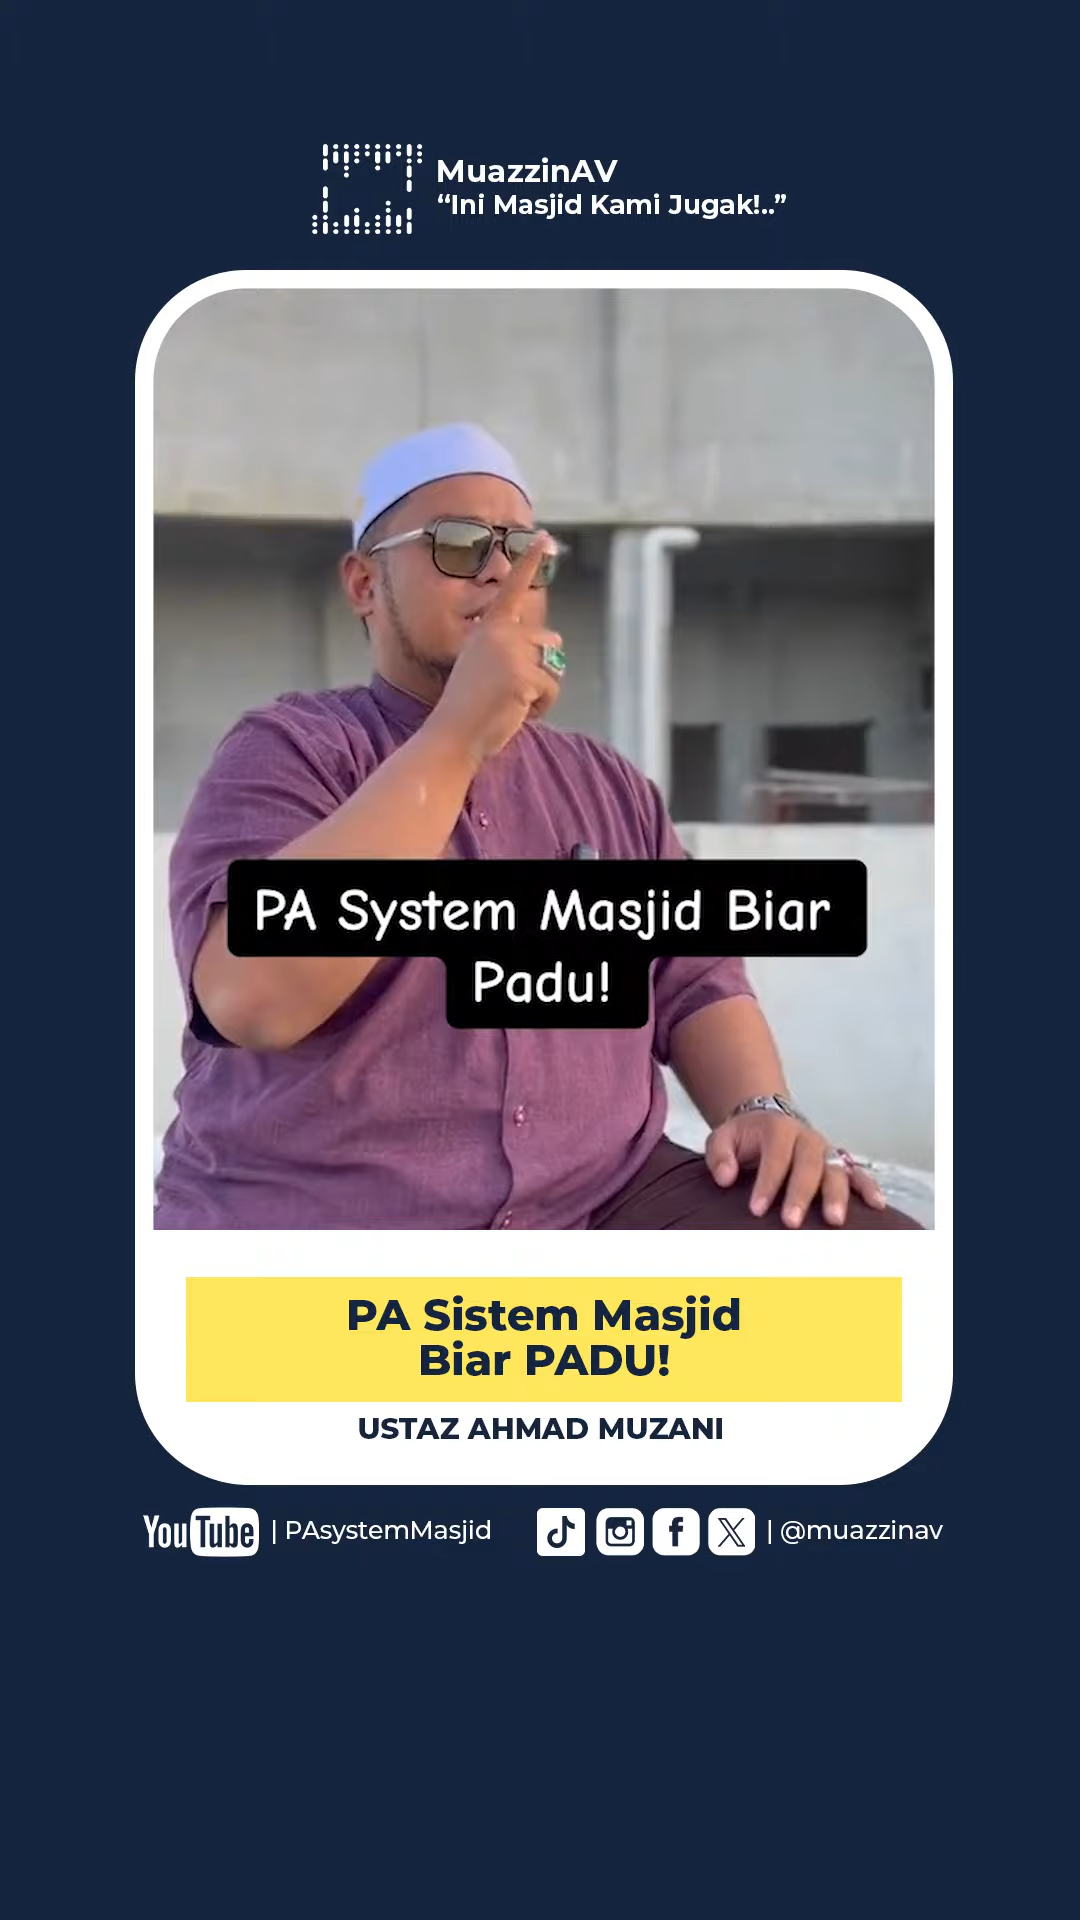 MuazzinAV
“Ini Masjid Kami Jugak!..”
PA System Masjid Biar
Padu!
PA Sistem Masjid
Biar PADU!
USTAZ AHMAD MUZANI
YouTube | PAsystemMasjid
| @muazzinav